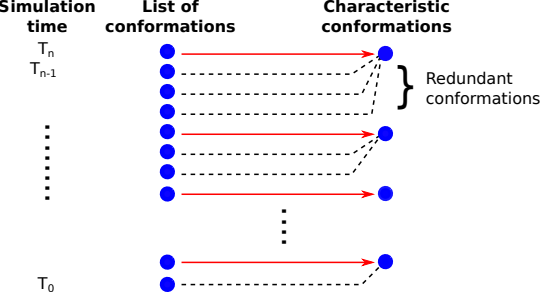 Simulation time
List of conformations
Characteristic conformations
Tn
Tn-1
Redundant conformations
T0